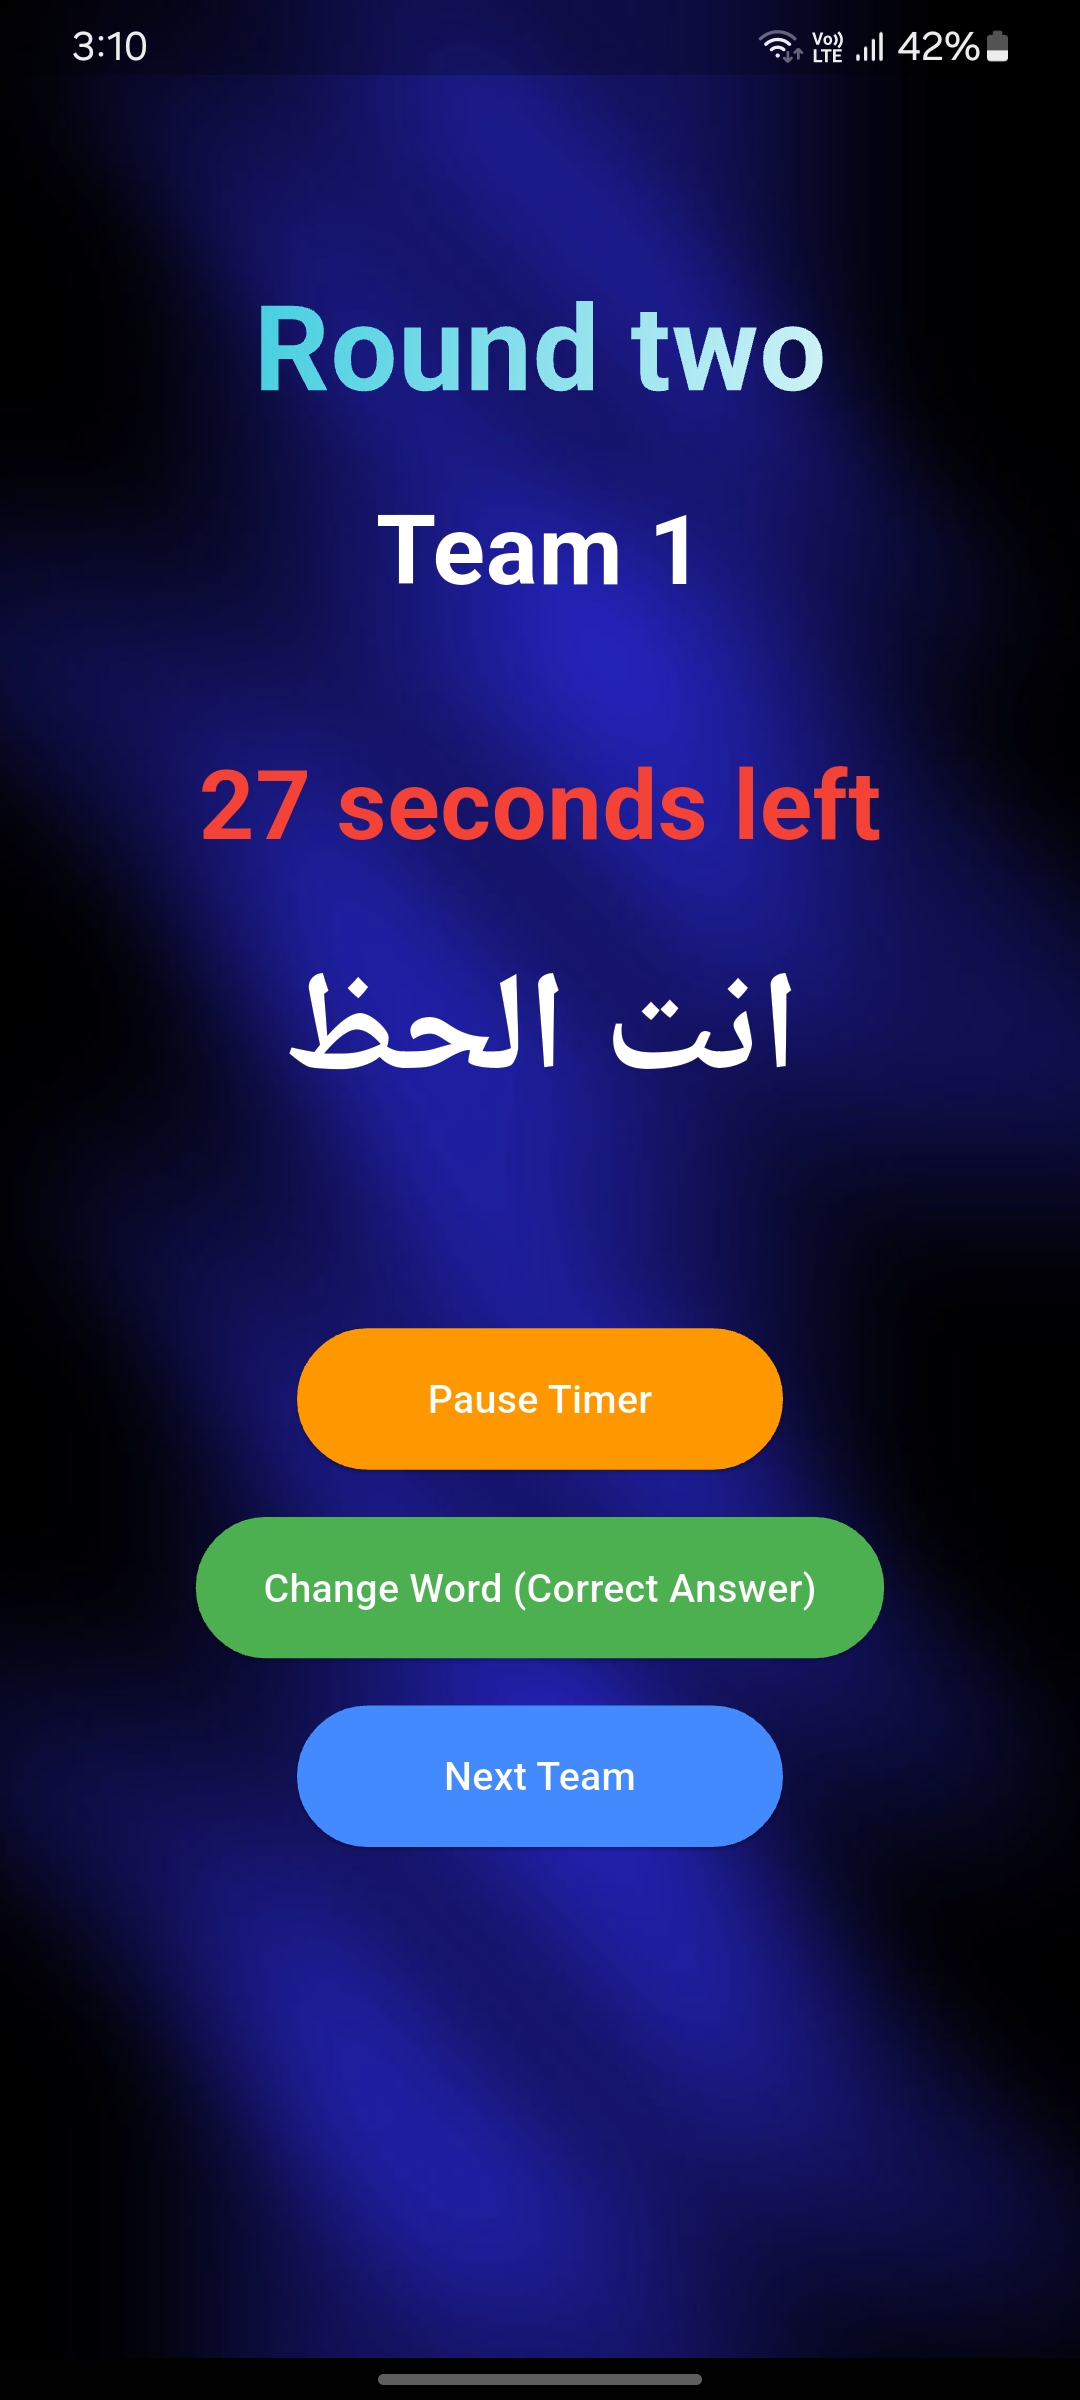 3:10 Vo)) LTE 42%
Round two
Team 1
27 seconds left
انت الحظ
Pause Timer
Change Word (Correct Answer)
Next Team